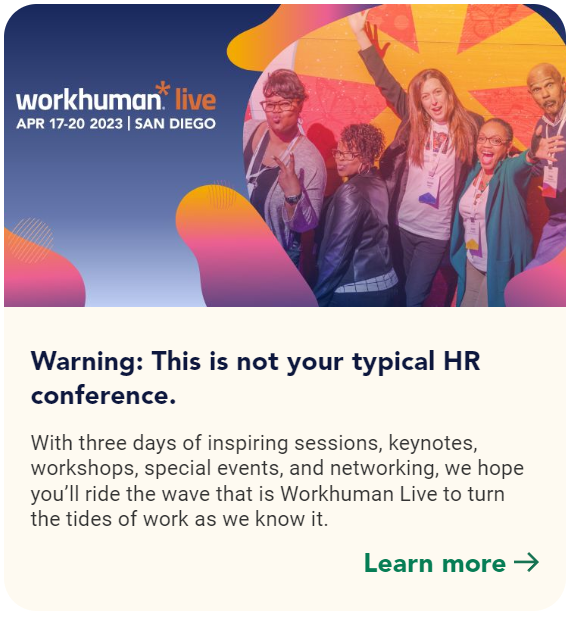 workhuman* live
APR 17-20 2023 | SAN DIEGO
Warning: This is not your typical HR
conference.
With three days of inspiring sessions, keynotes,
workshops, special events, and networking, we hope
you’ll ride the wave that is Workhuman Live to turn
the tides of work as we know it.
Learn more →